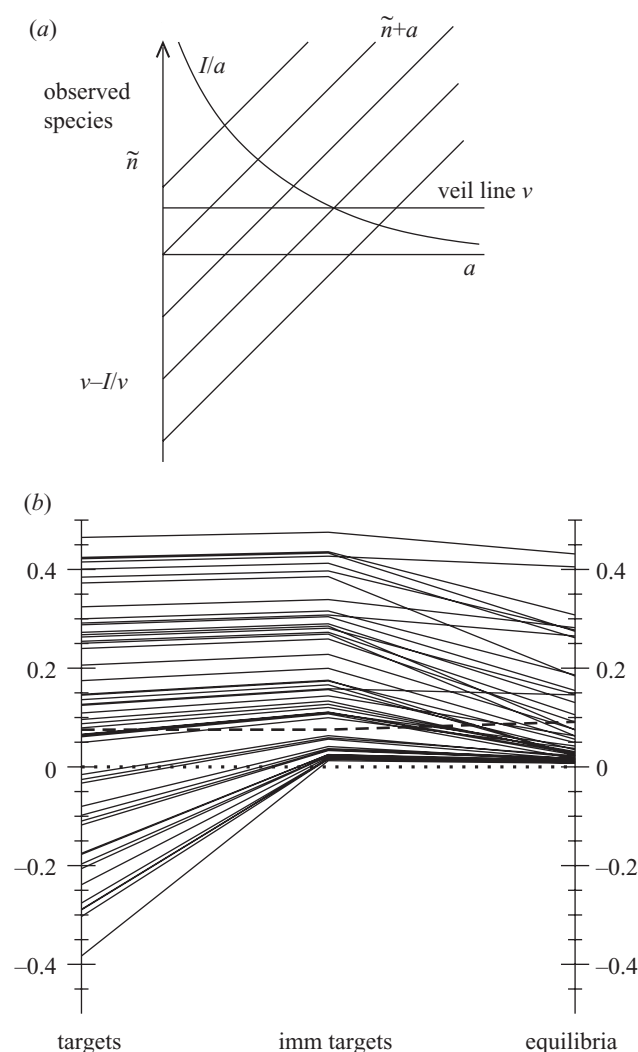 (a)
ñ+a
I/a
observed
species
ñ
veil line v
a
v–I/v
(b)
0.4 0.4
0.2 0.2
0 0
–0.2 –0.2
–0.4 –0.4
targets imm targets equilibria